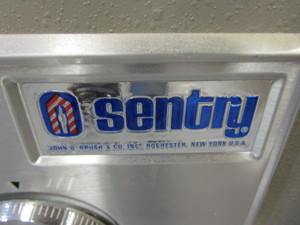 sentry®
JOHN D. BRUSH & CO. INC. ROCHESTER, NEW YORK U.S.A.